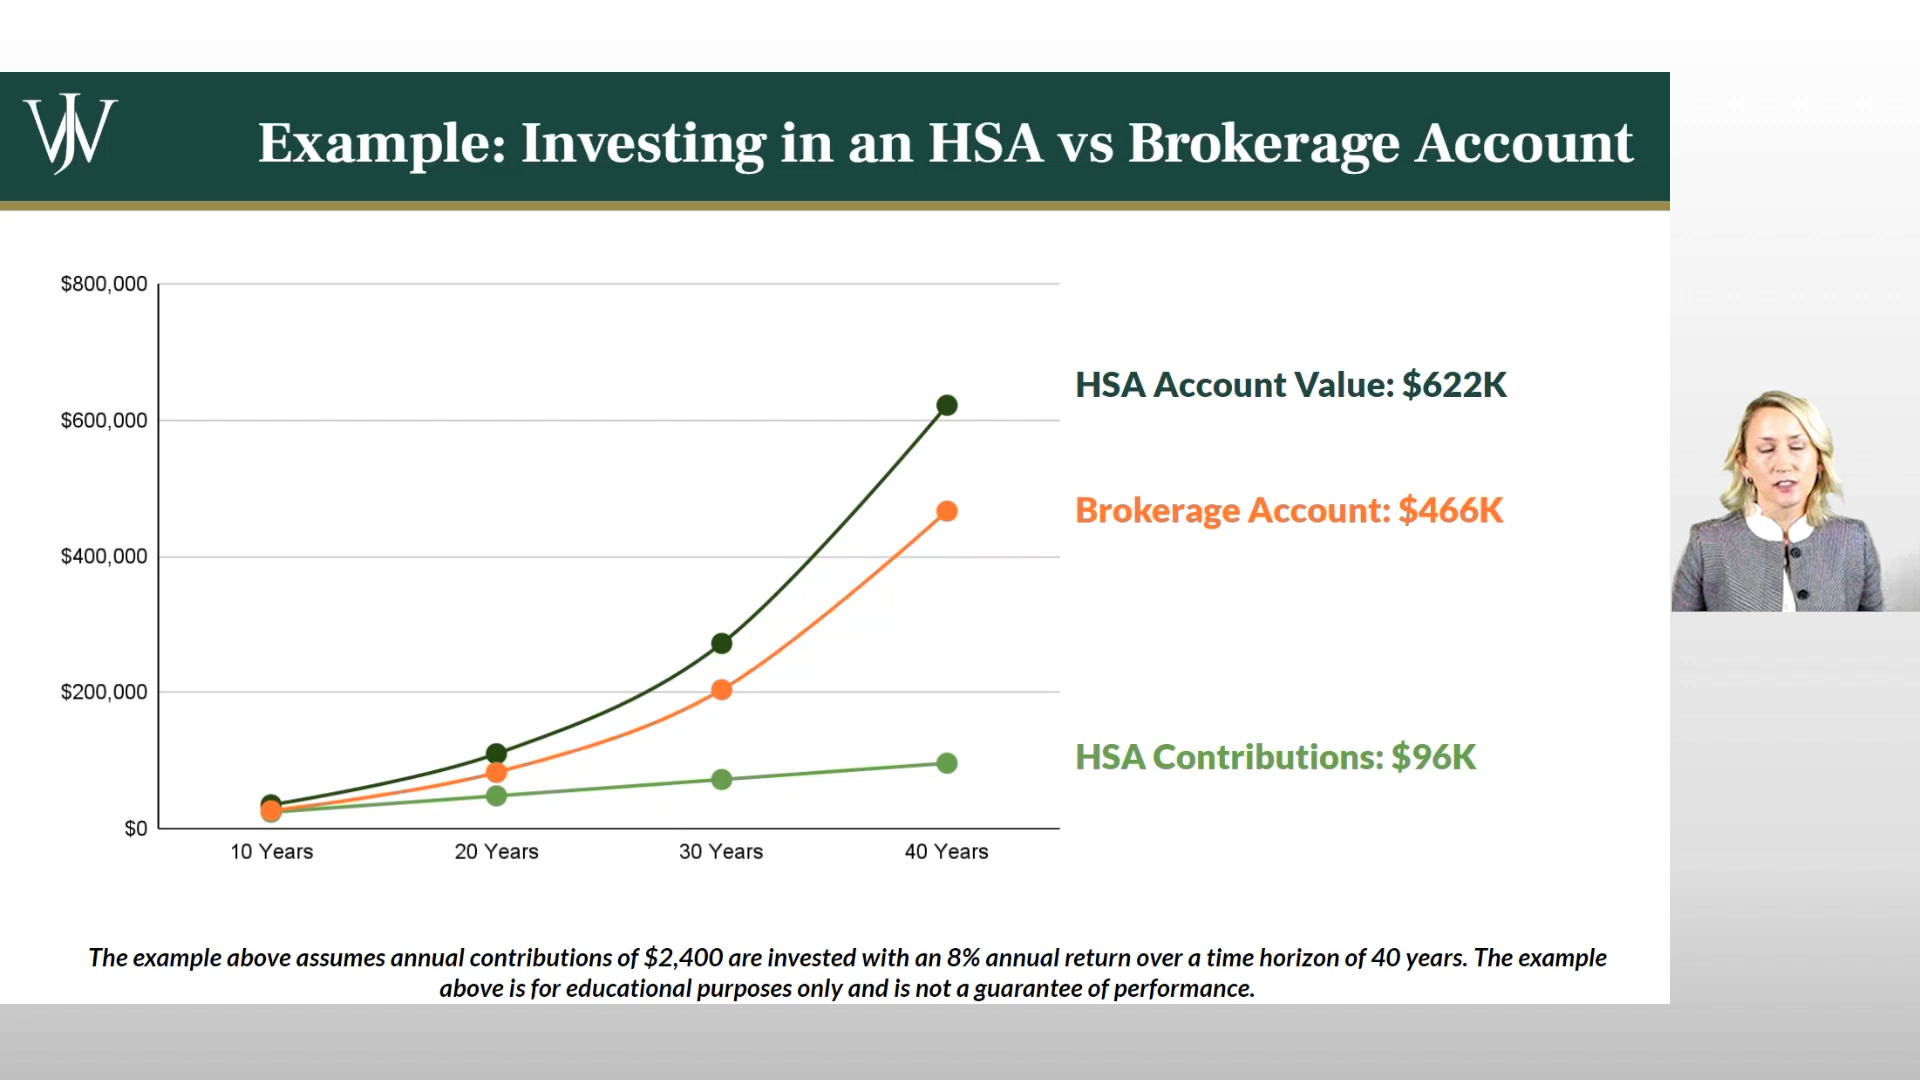 JW
Example: Investing in an HSA vs Brokerage Account
$800,000
$600,000
$400,000
$200,000
$0
10 Years
20 Years
30 Years
40 Years
HSA Account Value: $622K
Brokerage Account: $466K
HSA Contributions: $96K
The example above assumes annual contributions of $2,400 are invested with an 8% annual return over a time horizon of 40 years. The example
above is for educational purposes only and is not a guarantee of performance.